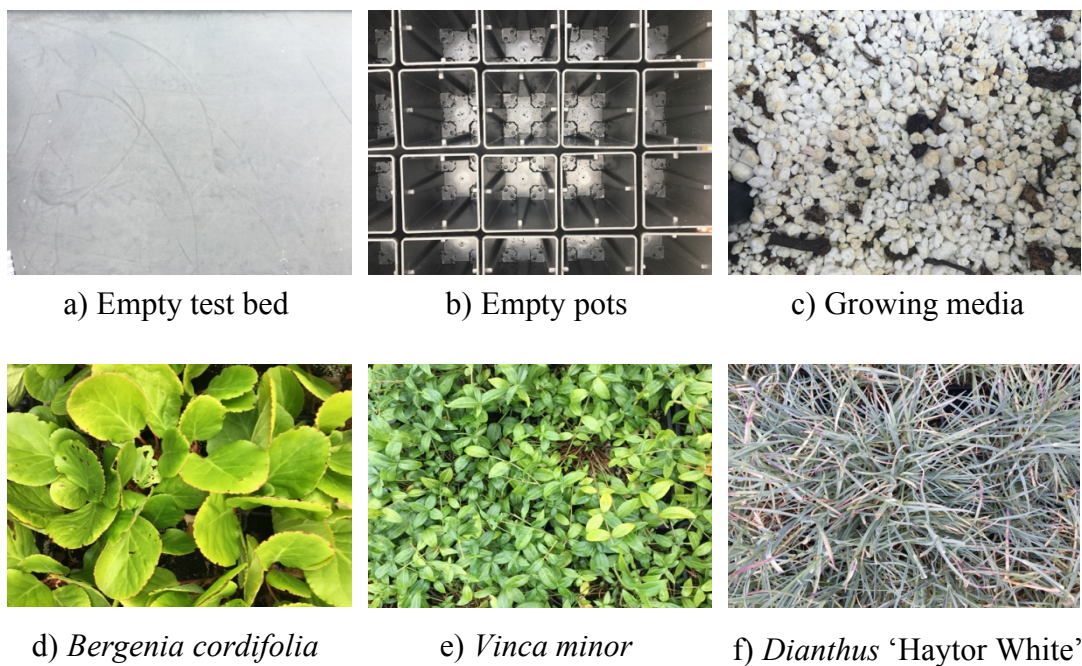 a) Empty test bed
b) Empty pots
c) Growing media
d) Bergenia cordifolia
e) Vinca minor
f) Dianthus ‘Haytor White’